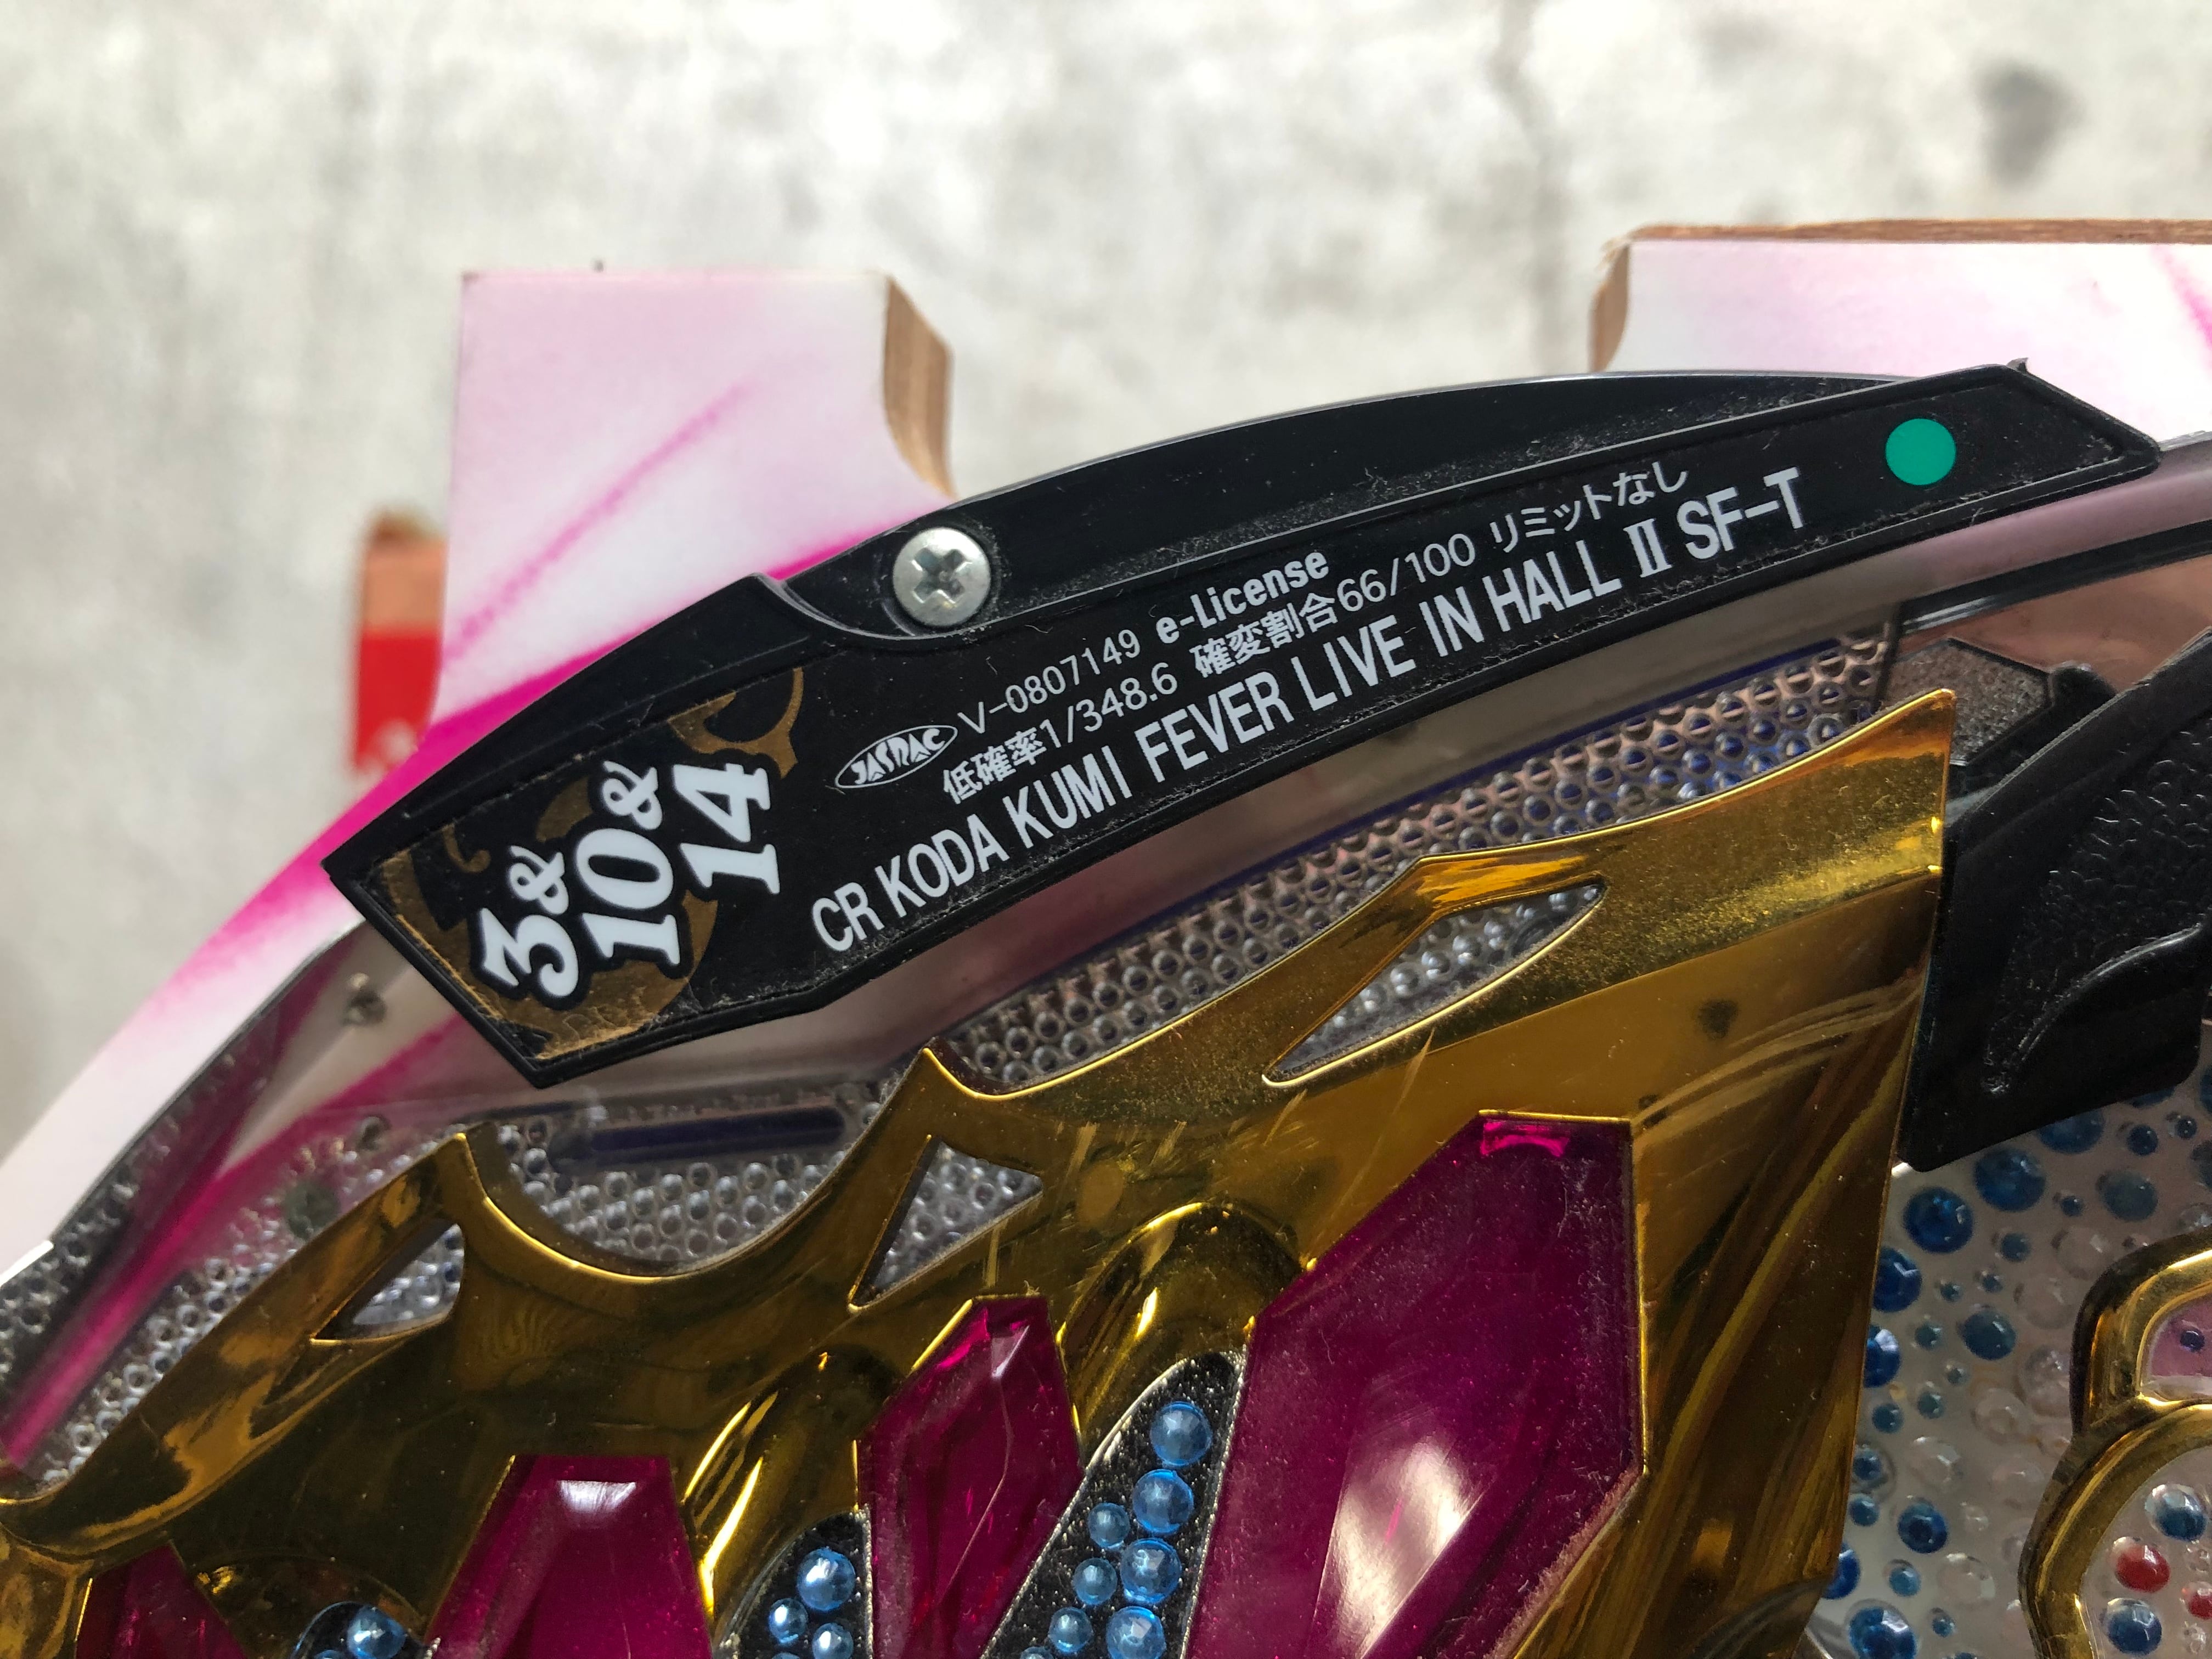 3&
10&
14
JASRAC V-0807149 e-License
低確率1/348.6 確変割合66/100 リミットなし
CR KODA KUMI FEVER LIVE IN HALL Ⅱ SF-T